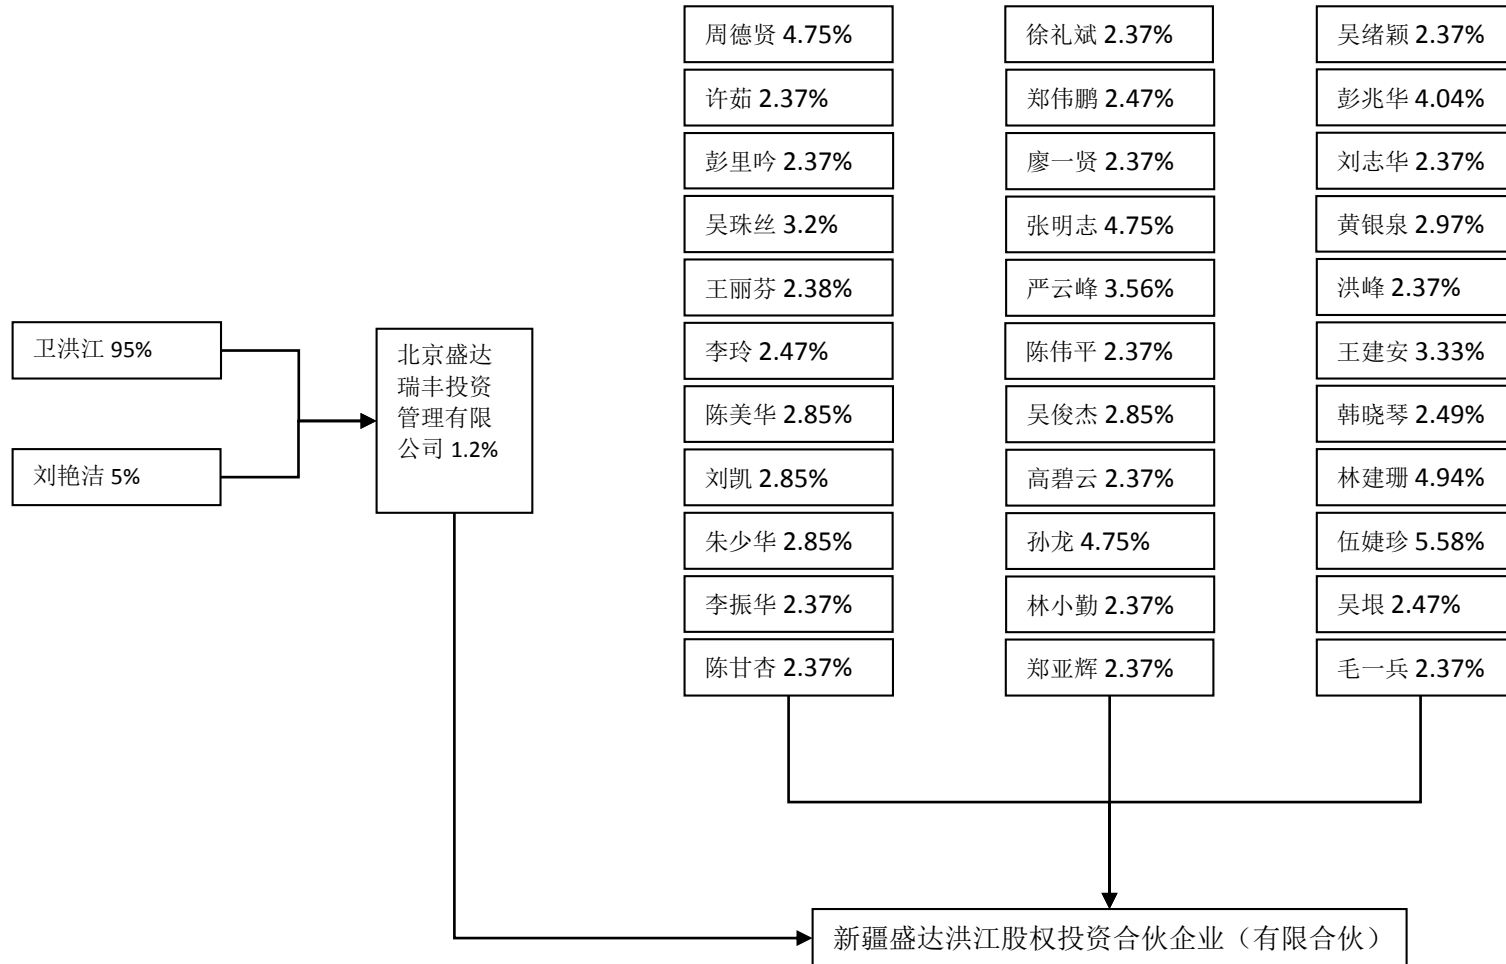 周德贤 4.75%
许茹 2.37%
彭里吟 2.37%
吴珠丝 3.2%
王丽芬 2.38%
李玲 2.47%
陈美华 2.85%
刘凯 2.85%
朱少华 2.85%
李振华 2.37%
陈甘杏 2.37%
徐礼斌 2.37%
郑伟鹏 2.47%
廖一贤 2.37%
张明志 4.75%
严云峰 3.56%
陈伟平 2.37%
吴俊杰 2.85%
高碧云 2.37%
孙龙 4.75%
林小勤 2.37%
郑亚辉 2.37%
吴绪颖 2.37%
彭兆华 4.04%
刘志华 2.37%
黄银泉 2.97%
洪峰 2.37%
王建安 3.33%
韩晓琴 2.49%
林建珊 4.94%
伍婕珍 5.58%
吴垠 2.47%
毛一兵 2.37%
卫洪江 95%
刘艳洁 5%
北京盛达
瑞丰投资
管理有限
公司 1.2%
新疆盛达洪江股权投资合伙企业（有限合伙）